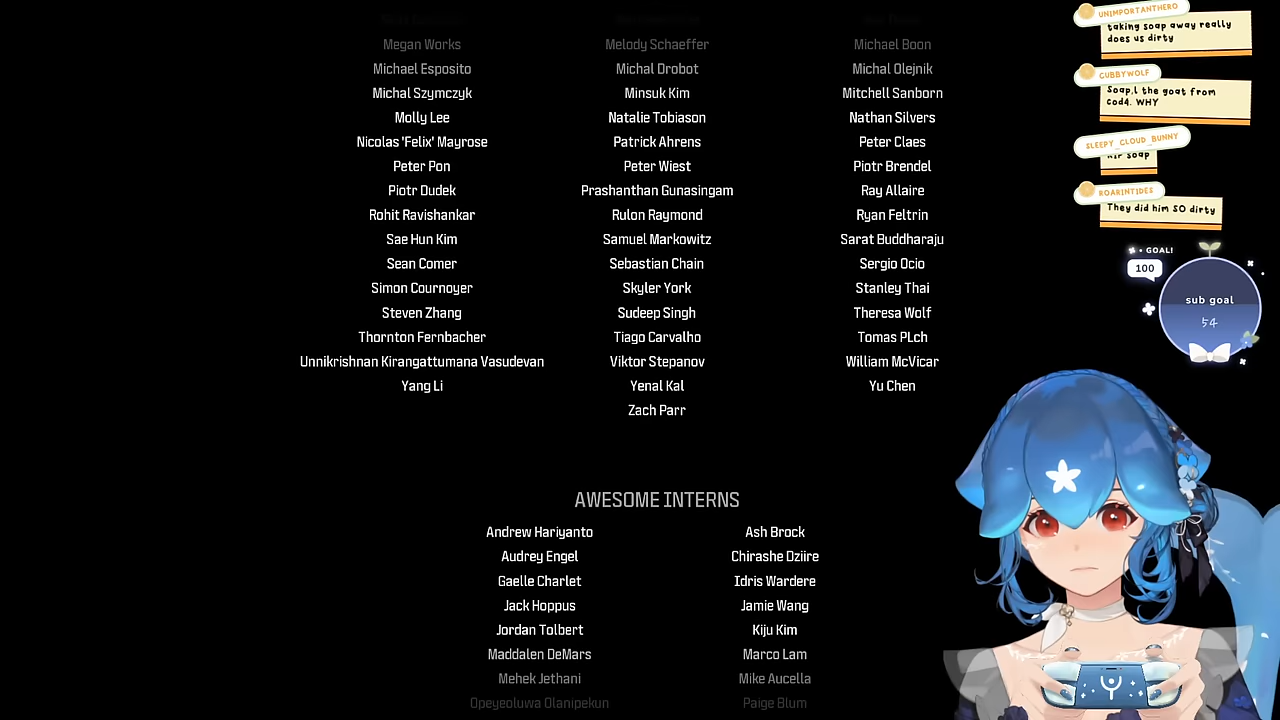 Megan Works
Melody Schaeffer
Michael Boon
Michael Esposito
Michal Drobot
Michal Olejnik
Michal Szymczyk
Minsuk Kim
Mitchell Sanborn
Molly Lee
Natalie Tobiason
Nathan Silvers
Nicolas 'Felix' Mayrose
Patrick Ahrens
Pater Claes
Peter Pon
Peter Wiest
Piotr Brendel
Piotr Dudek
Prashanthan Gunasingam
Ray Allaire
Rohit Ravishankar
Rulon Raymond
Ryan Feltrin
Sae Hun Kim
Samuel Markowitz
Sarat Buddharaju
Sean Comer
Sebastian Chain
Sergio Ocio
Simon Cournoyer
Skyler York
Stanley Thai
Steven Zhang
Sudeep Singh
Theresa Wolf
Thornton Fernbacher
Tiago Carvalho
Tomas PLch
Unnikrishnan Kirangattumana Vasudevan
Viktor Stepanov
William McVicar
Yang Li
Yenal Kal
Yu Chen
Zach Parr
AWESOME INTERNS
Andrew Hariyanto
Ash Brock
Audrey Engel
Chirashe Dziire
Gaelle Charlet
Idris Wardere
Jack Hoppus
Jamie Wang
Jordan Tolbert
Kiju Kim
Maddalen DeMars
Marco Lam
Mehek Jethani
Mike Aucella
Opeyeoluwa Olanipekun
Paige Blum
UNIMPORTANTHERO
taking soap away really
does us dirty
CUBBYWOLF
Soap,l the goat from
cod4. WHY
SLEEPY_CLOUD_BUNNY
RIP soap
ROARINTIDES
They did him SO dirty
• GOAL!
100
sub goal
54